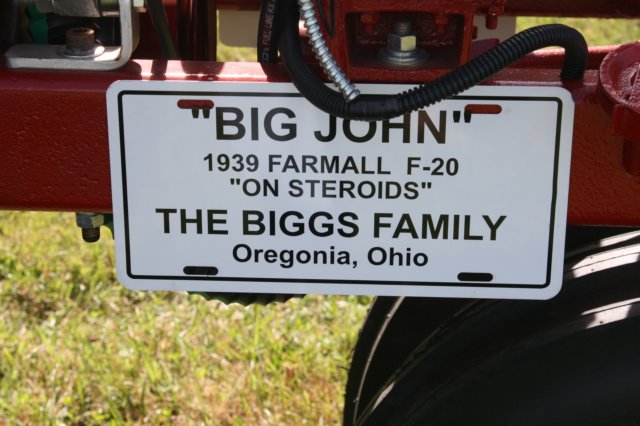 "BIG JOHN"
1939 FARMALL F-20
"ON STEROIDS"
THE BIGGS FAMILY
Oregonia, Ohio